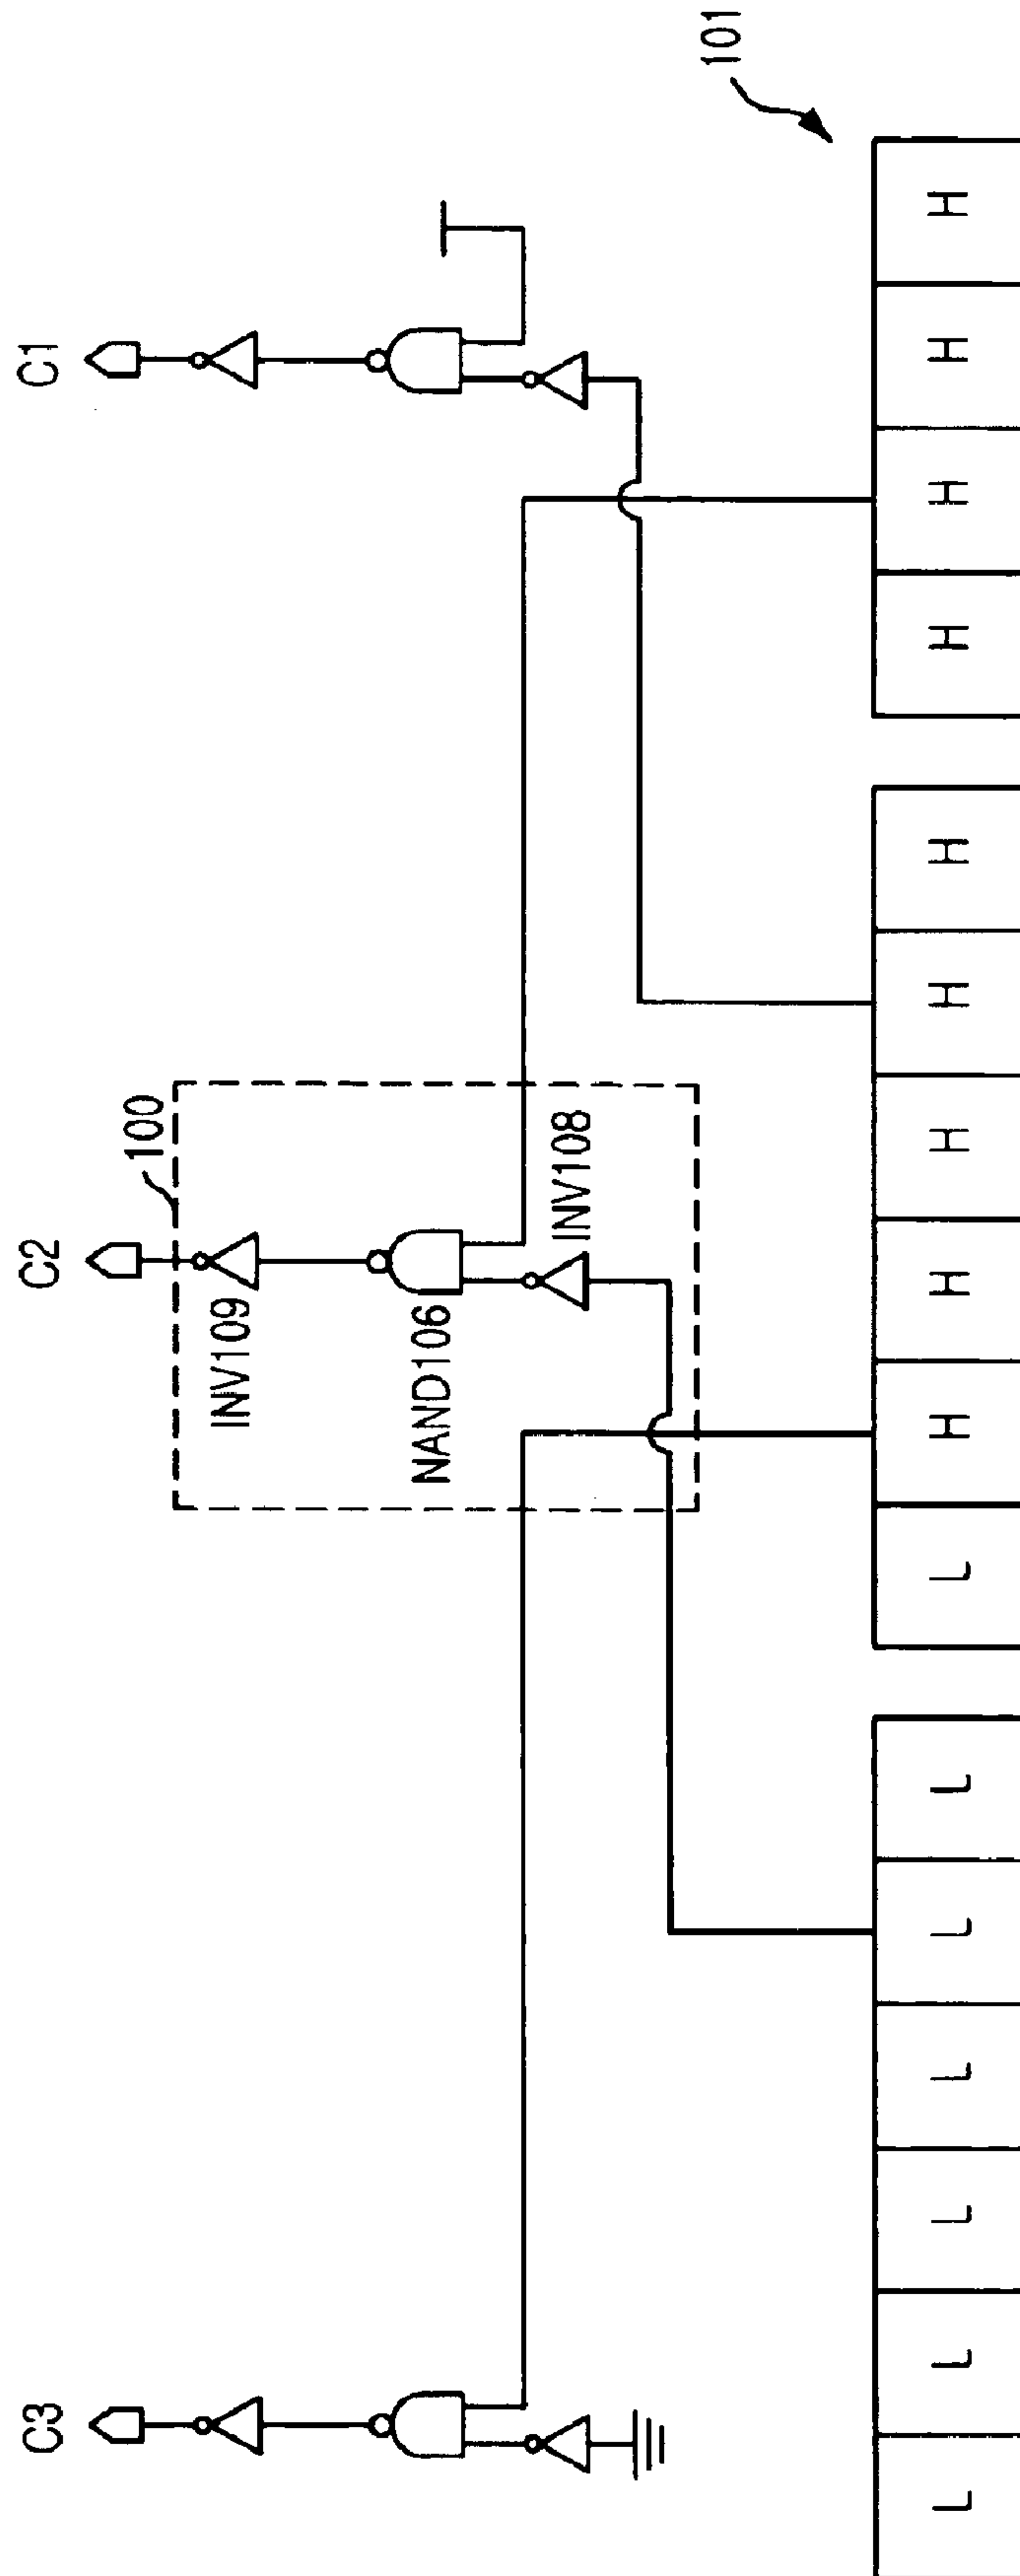 C3 C2 C1
100
INV109
NAND106
INV108
101
L L L L L L L H H H H H H H H H